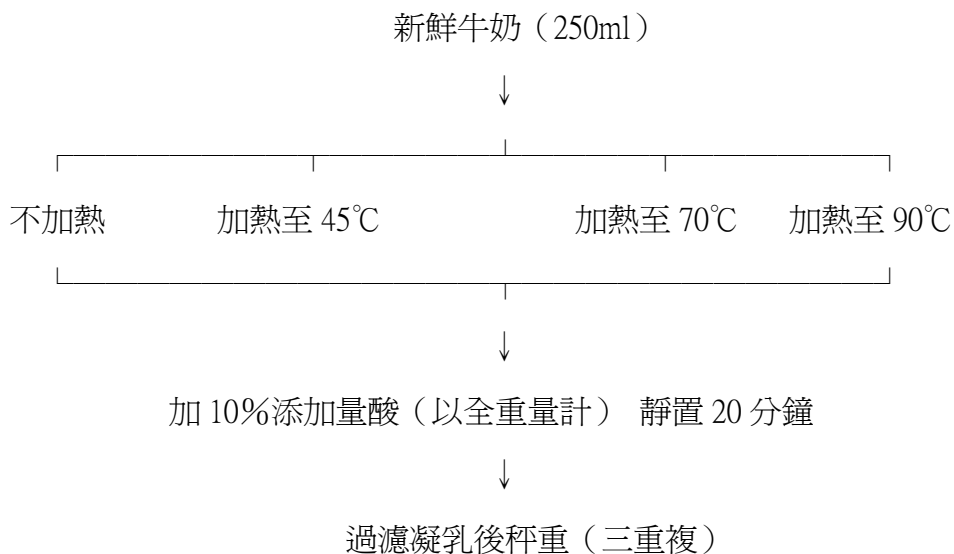 新鮮牛奶（250ml）
↓
不加熱 加熱至 45℃ 加熱至 70℃ 加熱至 90℃
↓
加 10%添加量酸（以全重量計） 靜置 20 分鐘
↓
過濾凝乳後秤重（三重複）